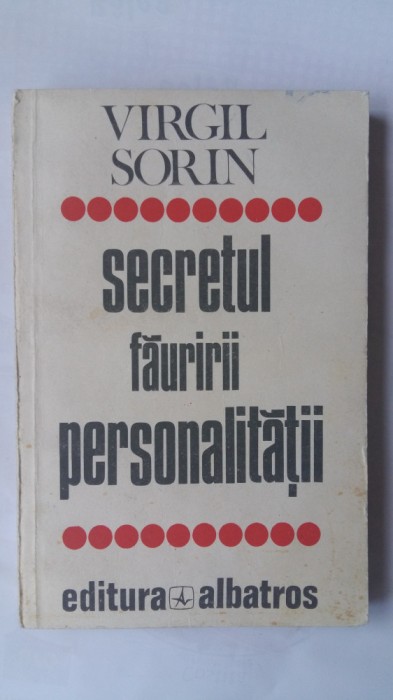 VIRGIL
SORIN
secretul
făuririi
personalităţii
editura albatros